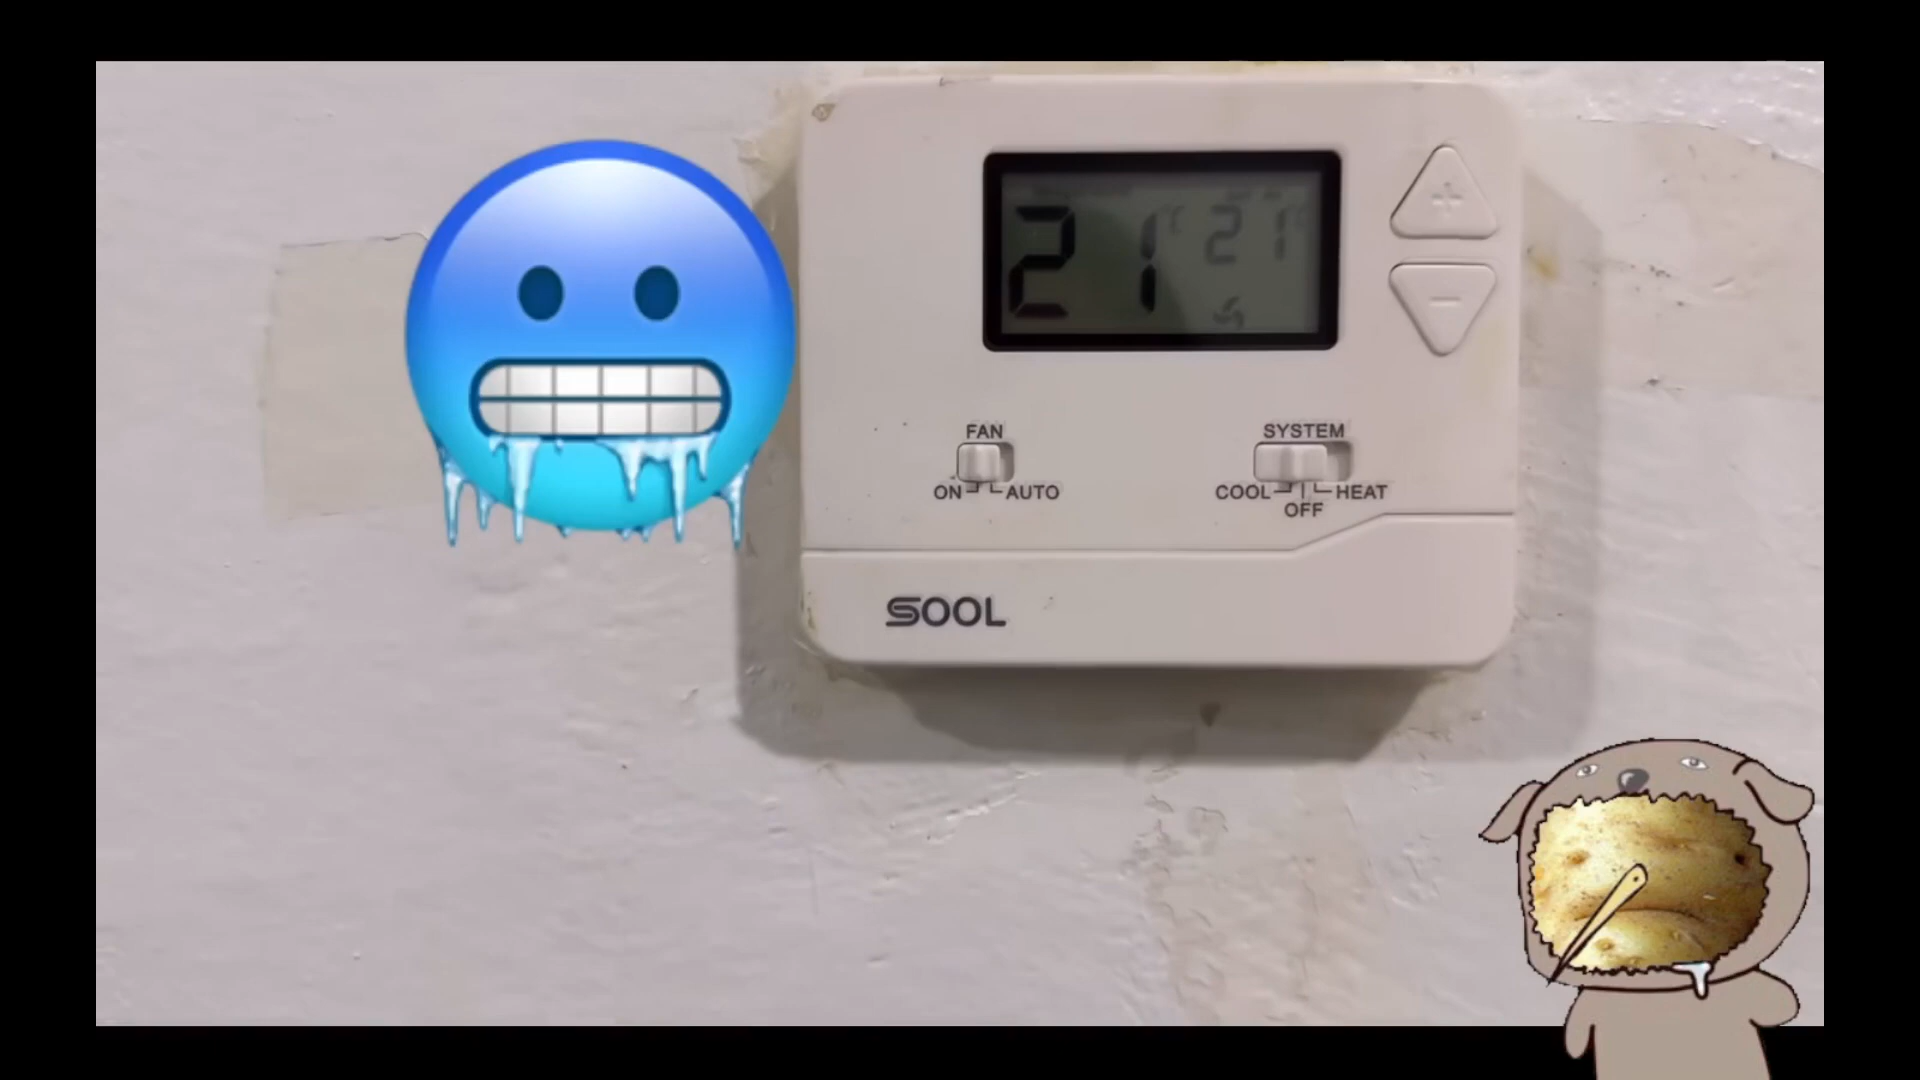 21°C 21
FAN
ON AUTO
SYSTEM
COOL HEAT
OFF
SOOL